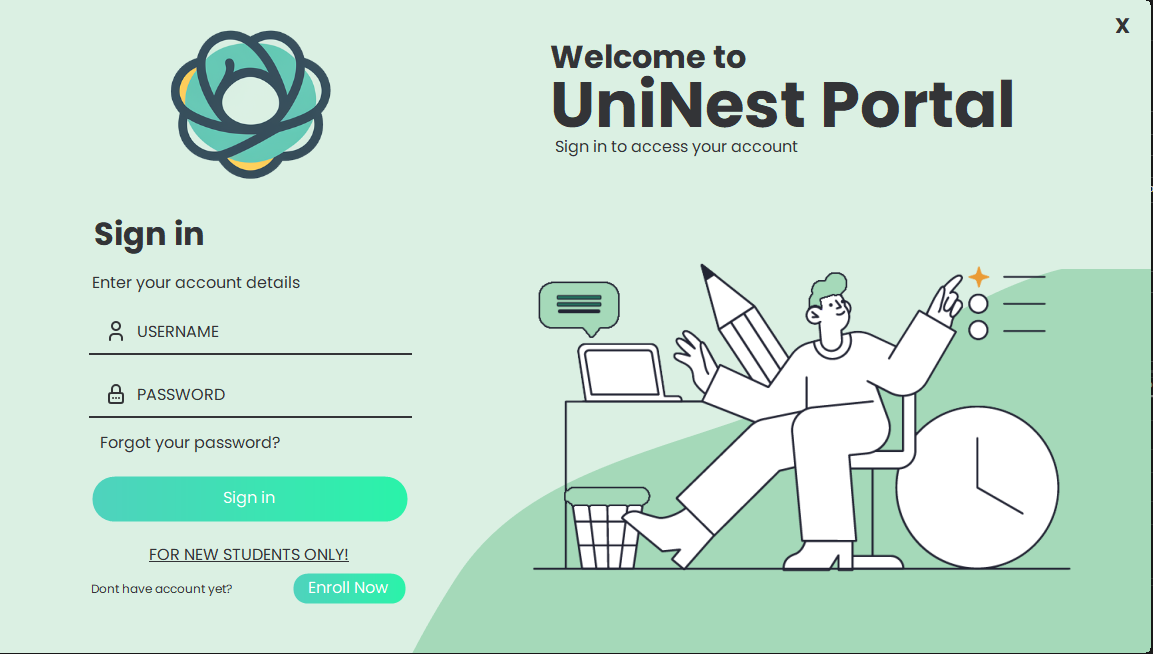 X
Welcome to
UniNest Portal
Sign in to access your account
Sign in
Enter your account details
USERNAME
PASSWORD
Forgot your password?
Sign in
FOR NEW STUDENTS ONLY!
Dont have account yet?
Enroll Now